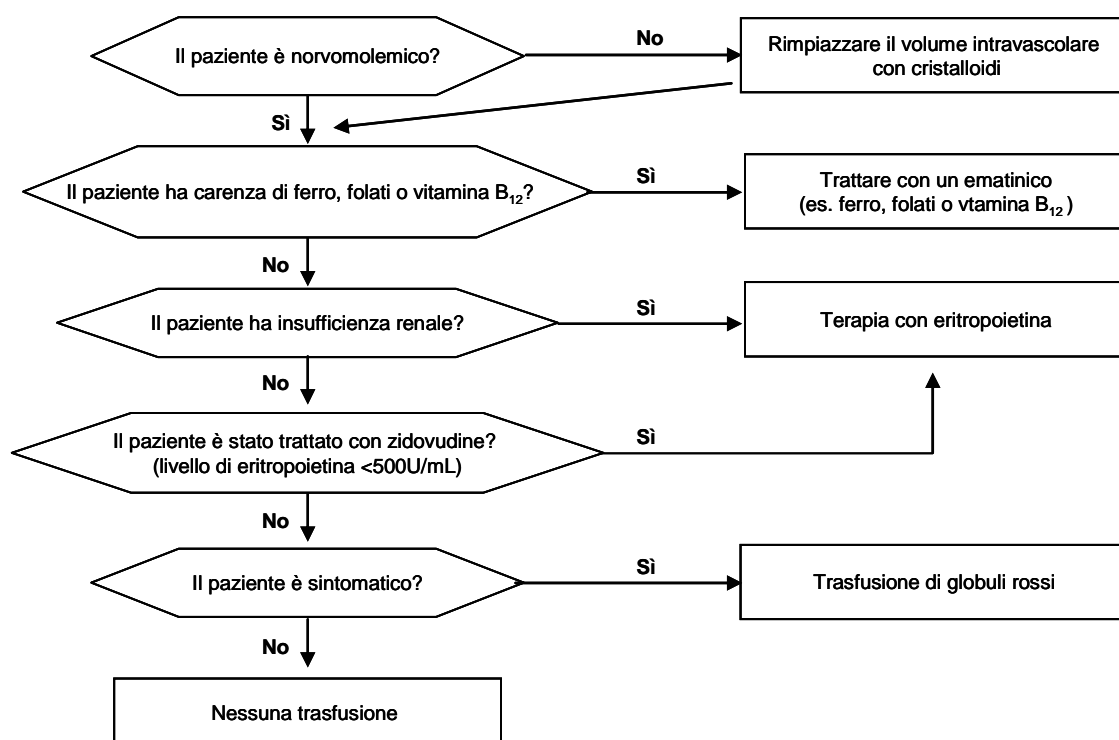 Il paziente è norvomolemico?
No
Rimpiazzare il volume intravascolare
con cristalloidi
Sì
Il paziente ha carenza di ferro, folati o vitamina B12?
Sì
Trattare con un ematinico
(es. ferro, folati o vtamina B12 )
No
Il paziente ha insufficienza renale?
Sì
Terapia con eritropoietina
No
Il paziente è stato trattato con zidovudine?
(livello di eritropoietina <500U/mL)
Sì
No
Il paziente è sintomatico?
Sì
Trasfusione di globuli rossi
No
Nessuna trasfusione